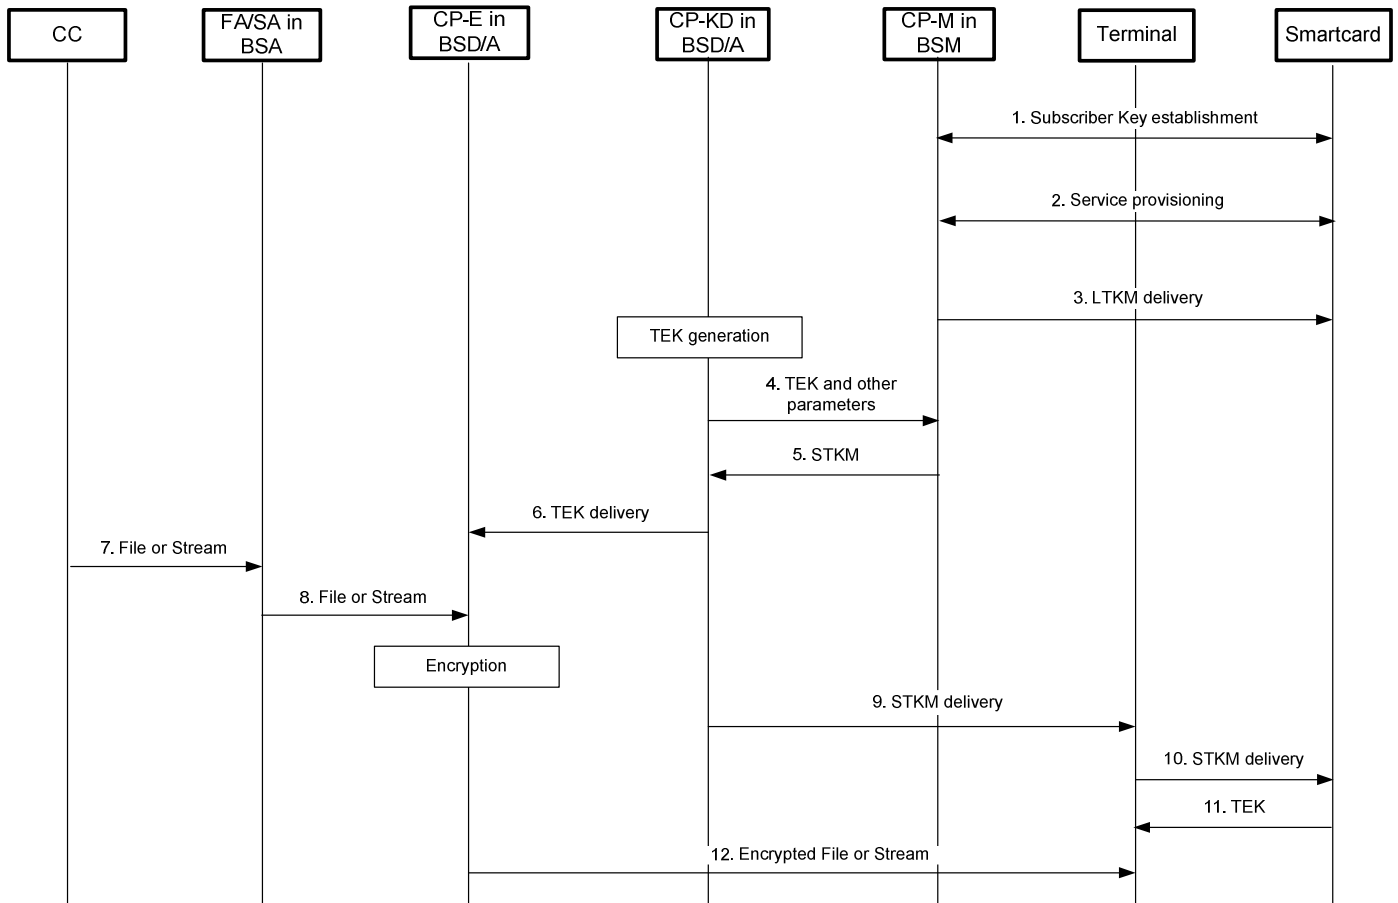 CC
FA/SA in
BSA
CP-E in
BSD/A
CP-KD in
BSD/A
CP-M in
BSM
Terminal
Smartcard
1. Subscriber Key establishment
2. Service provisioning
3. LTKM delivery
TEK generation
4. TEK and other
parameters
5. STKM
6. TEK delivery
7. File or Stream
8. File or Stream
Encryption
9. STKM delivery
10. STKM delivery
11. TEK
12. Encrypted File or Stream